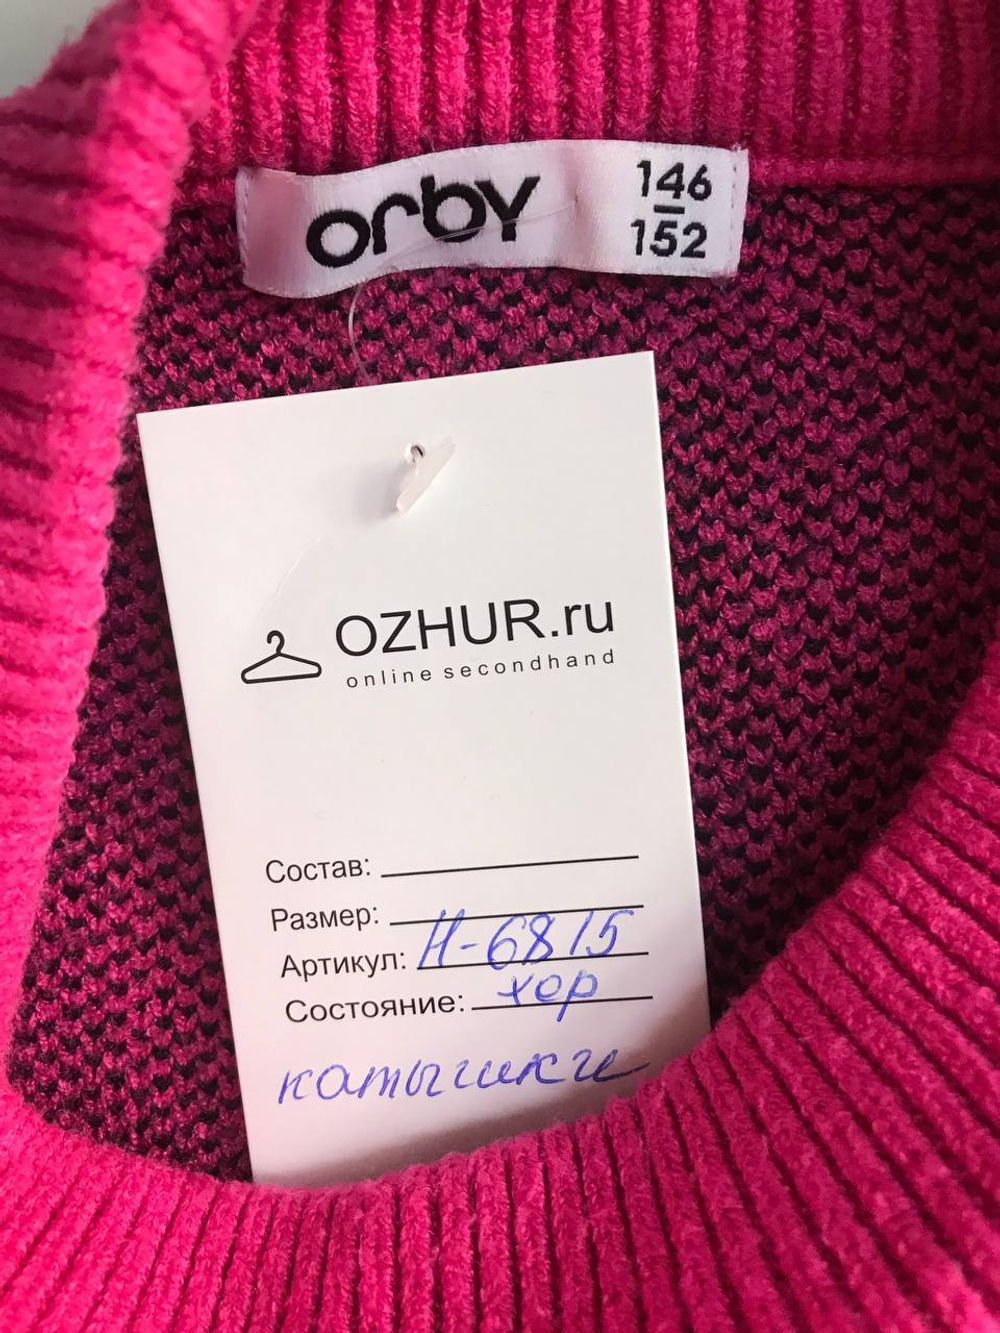 orby
146
152
OZHUR.ru
online secondhand
Состав:
Размер:
Артикул: Н-6815
Состояние: хор
катышки